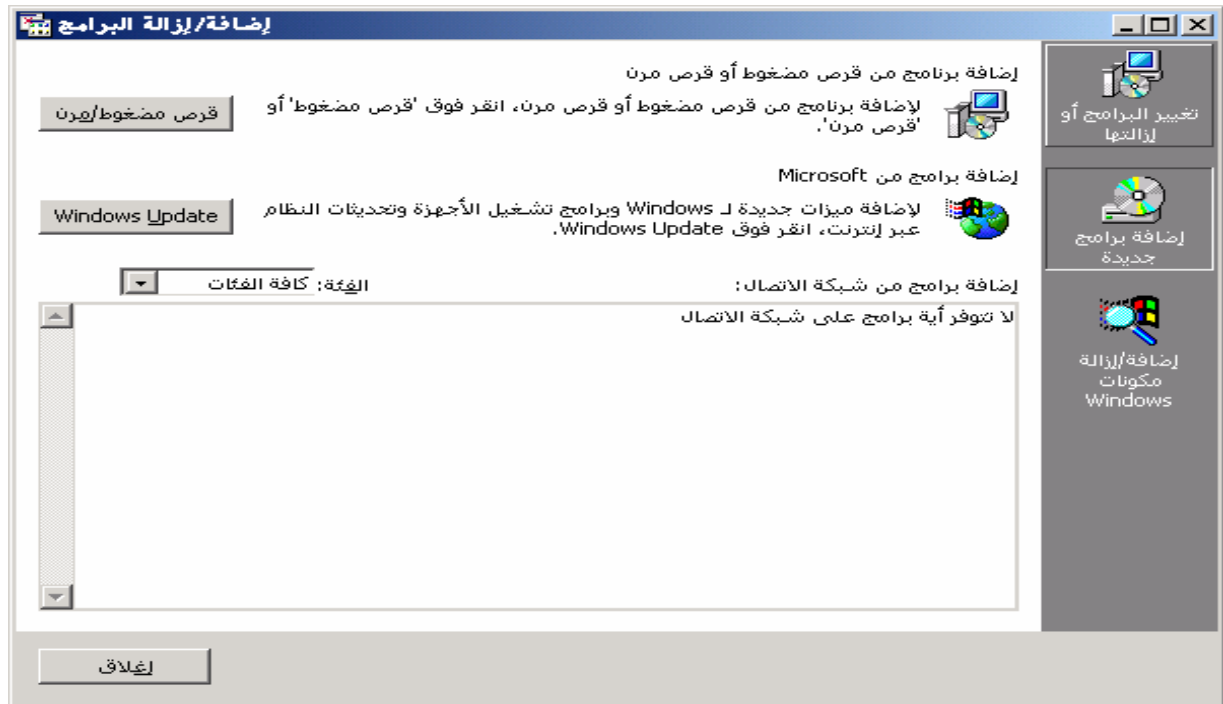 إضافة/إزالة البرامج
تغيير البرامج أو
إزالتها
إضافة برامج
جديدة
إضافة/إزالة
مكونات
Windows
إضافة برنامج من قرص مضغوط أو قرص مرن
لإضافة برنامج من قرص مضغوط أو قرص مرن، انقر فوق 'قرص مضغوط' أو
'قرص مرن'.
قرص مضغوط/مرن
إضافة برامج من Microsoft
لإضافة ميزات جديدة لـ Windows وبرامج تشغيل الأجهزة وتحديثات النظام
عبر إنترنت، انقر فوق Windows Update.
Windows Update
إضافة برامج من شبكة الاتصال:
الفئة: كافة الفئات
لا تتوفر أية برامج على شبكة الاتصال
إغلاق